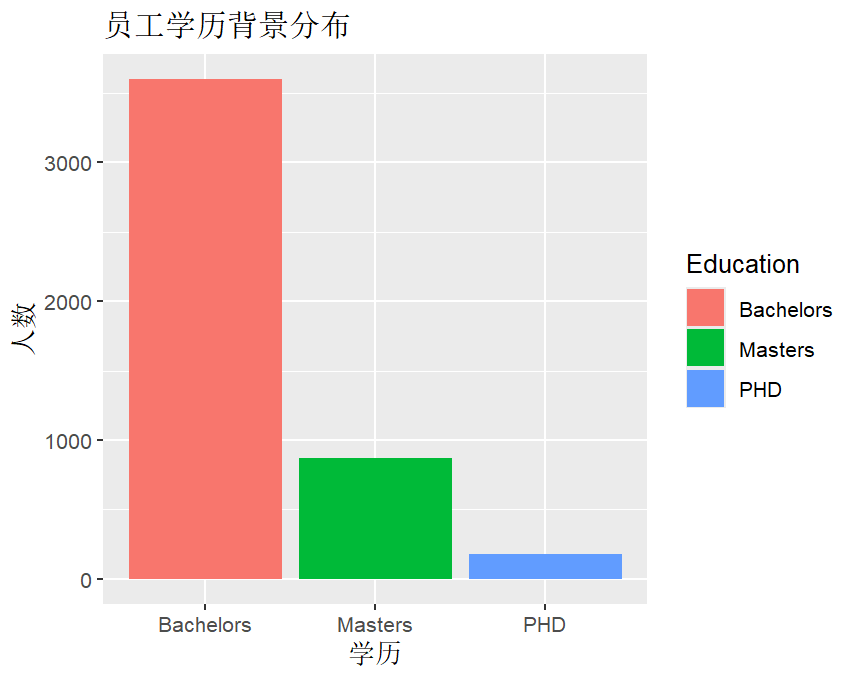 员工学历背景分布
人数
3000
2000
1000
0
Bachelors
Masters
PHD
学历
Education
Bachelors
Masters
PHD